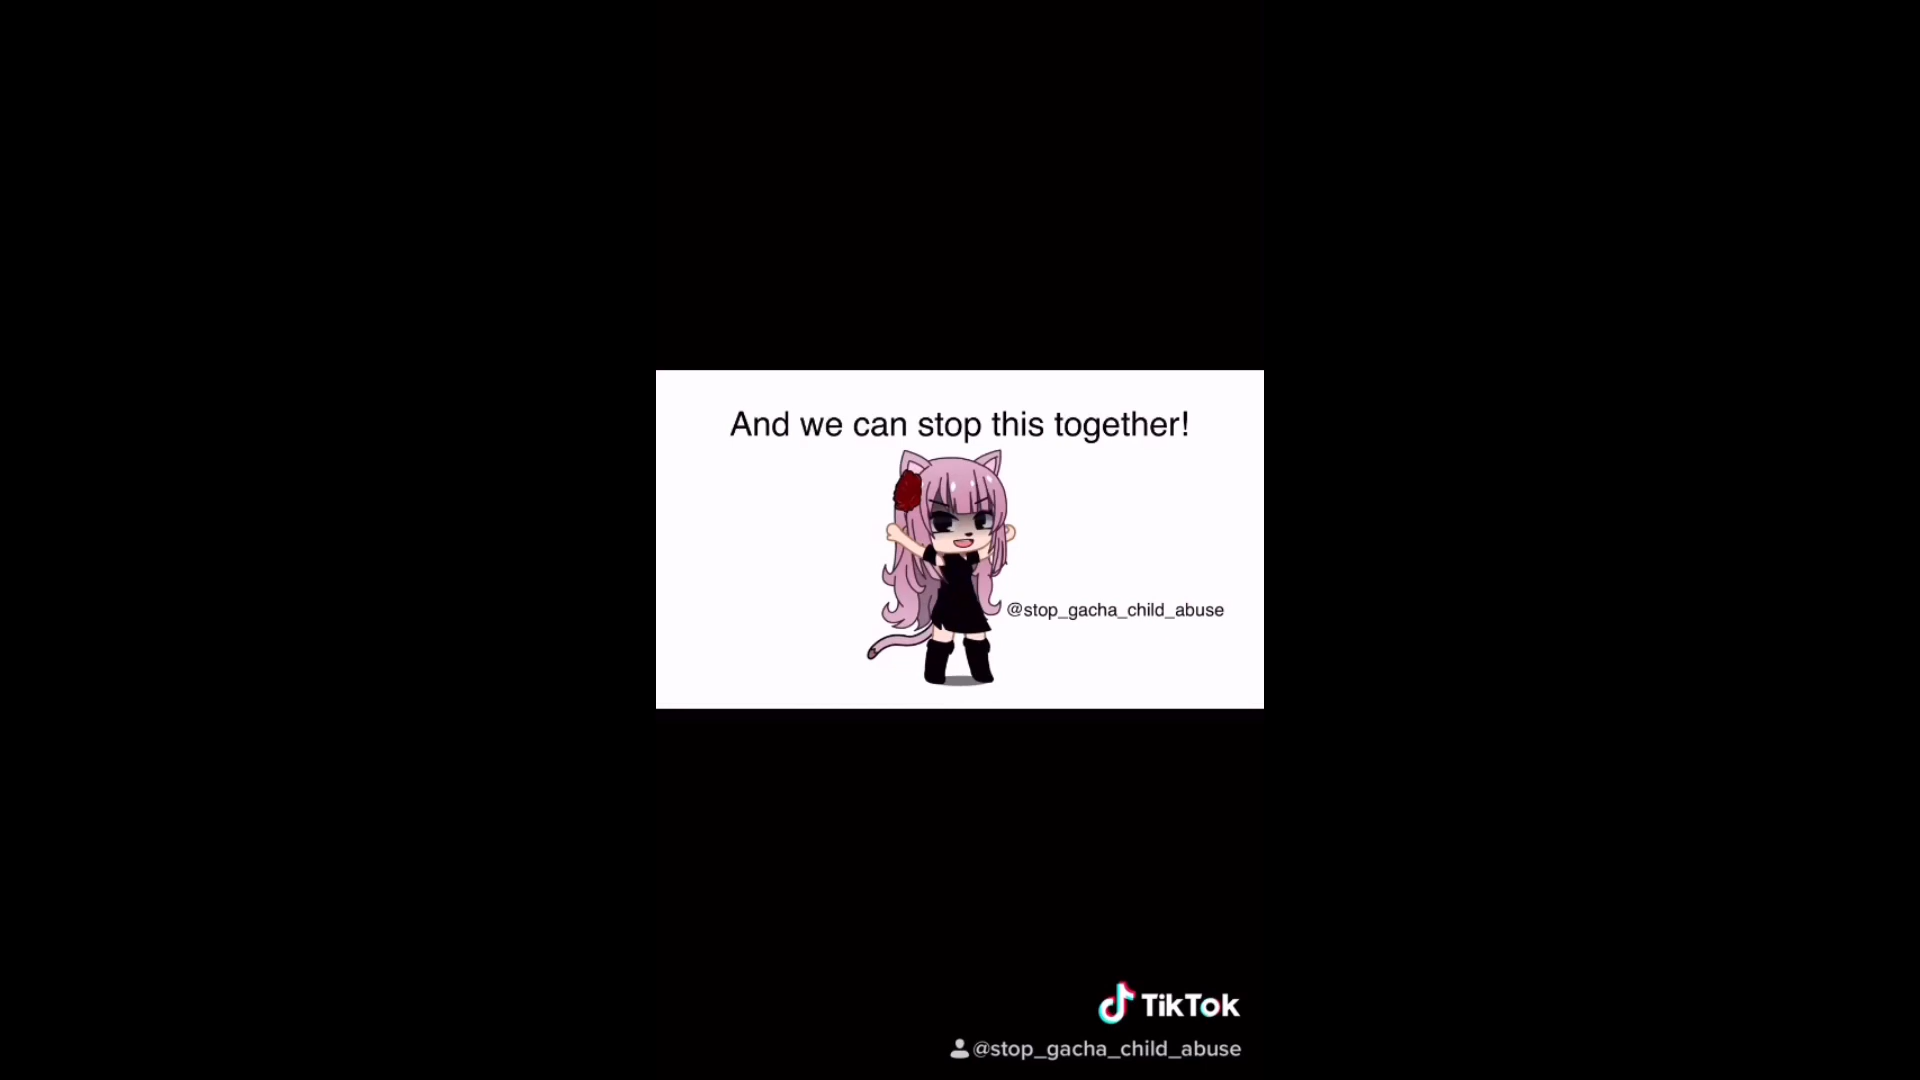 And we can stop this together!
@stop_gacha_child_abuse
TikTok
@stop_gacha_child_abuse